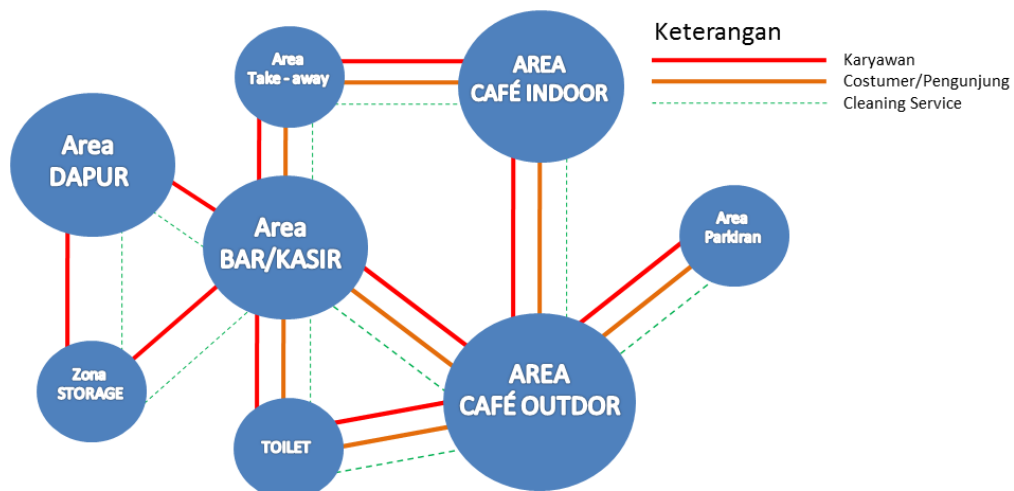 Keterangan
Karyawan
Costumer/Pengunjung
Cleaning Service
Area
Take - away
AREA
CAFÉ INDOOR
Area
DAPUR
Area
BAR/KASIR
Area
Parkiran
Zona
STORAGE
TOILET
AREA
CAFÉ OUTDOR